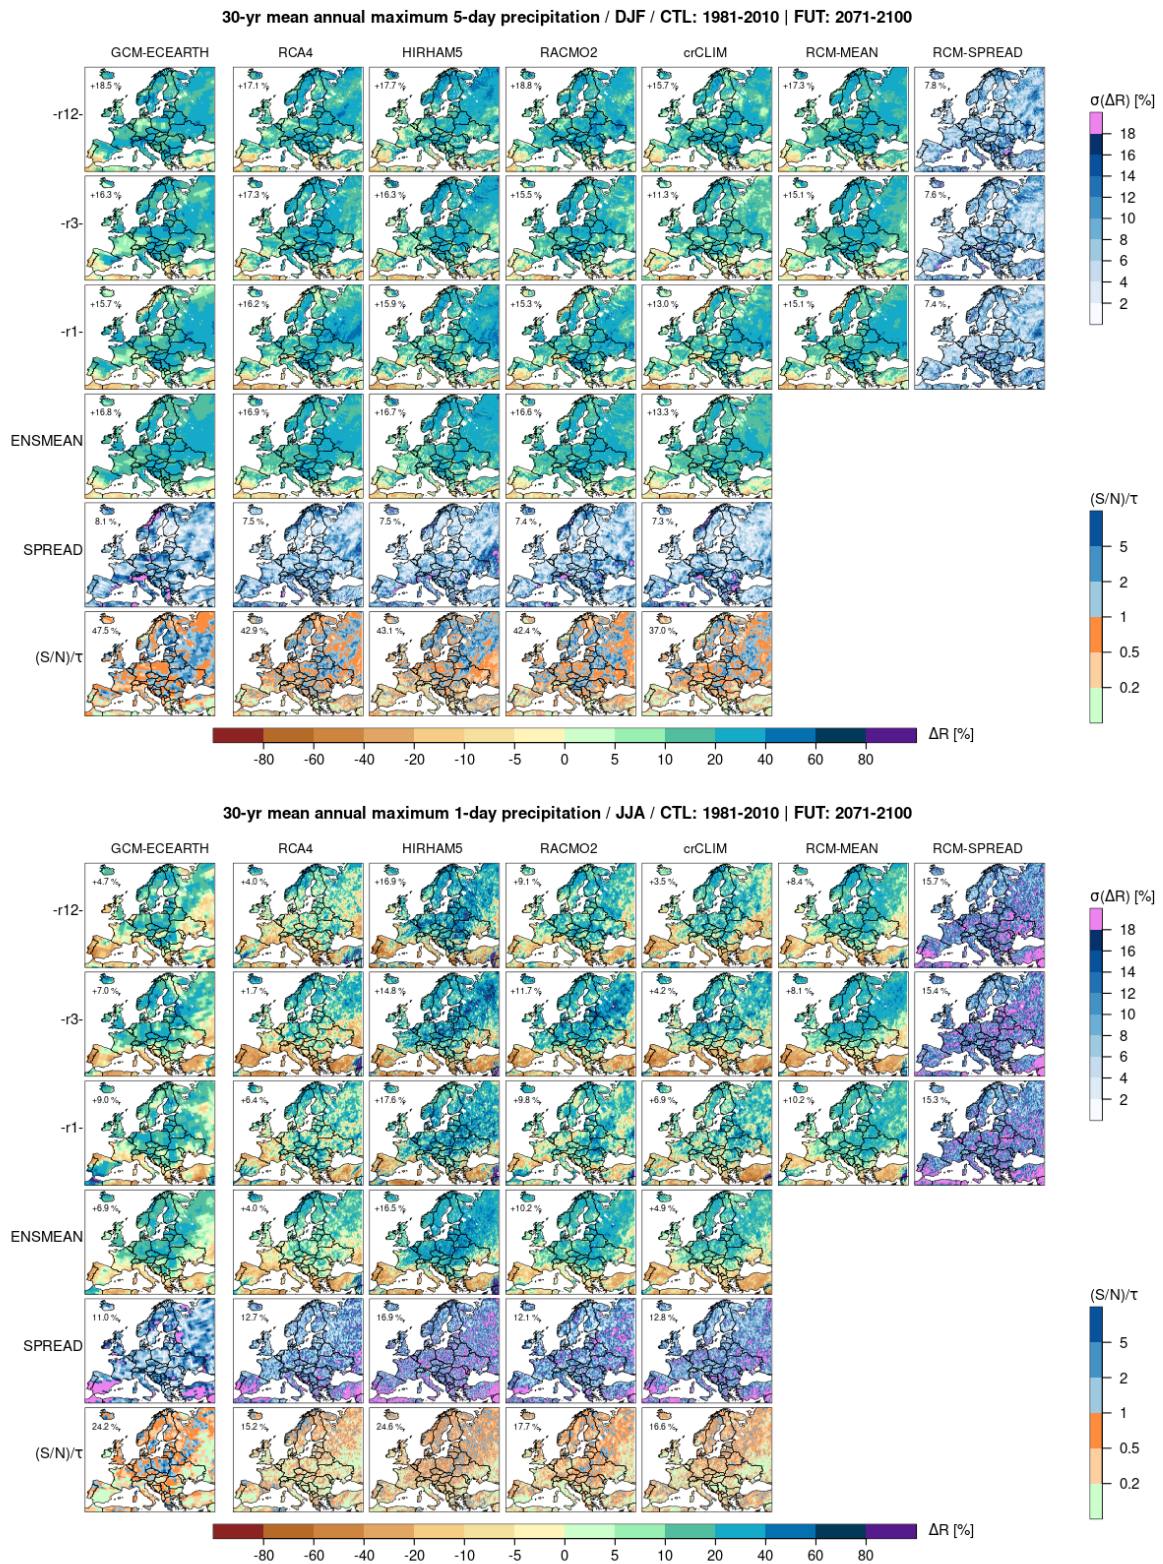 30-yr mean annual maximum 5-day precipitation / DJF / CTL: 1981-2010 | FUT: 2071-2100
GCM-ECEARTH RCA4 HIRHAM5 RACMO2 crCLIM RCM-MEAN RCM-SPREAD
-r12- +18.5 % +17.1 % +17.7 % +18.8 % +15.7 % +17.3 % 7.8 %
-r3- +16.3 % +17.3 % +16.3 % +15.5 % +11.3 % +15.1 % 7.6 %
-r1- +15.7 % +16.2 % +15.9 % +15.3 % +13.0 % +15.1 % 7.4 %
ENSMEAN +16.8 % +16.9 % +16.7 % +16.6 % +13.3 %
SPREAD 8.1 % 7.5 % 7.5 % 7.4 % 7.3 %
(S/N)/τ 47.5 % 42.9 % 43.1 % 42.4 % 37.0 %
σ(ΔR) [%]
18
16
14
12
10
8
6
4
2
(S/N)/τ
5
2
1
0.5
0.2
ΔR [%]
-80 -60 -40 -20 -10 -5 0 5 10 20 40 60 80
30-yr mean annual maximum 1-day precipitation / JJA / CTL: 1981-2010 | FUT: 2071-2100
GCM-ECEARTH RCA4 HIRHAM5 RACMO2 crCLIM RCM-MEAN RCM-SPREAD
-r12- +4.7 % +4.0 % +16.9 % +9.1 % +3.5 % +8.4 % 15.7 %
-r3- +7.0 % +1.7 % +14.8 % +11.7 % +4.2 % +8.1 % 15.4 %
-r1- +9.0 % +6.4 % +17.6 % +9.8 % +6.9 % +10.2 % 15.3 %
ENSMEAN +6.9 % +4.0 % +16.5 % +10.2 % +4.9 %
SPREAD 11.0 % 12.7 % 16.9 % 12.1 % 12.8 %
(S/N)/τ 24.2 % 15.2 % 24.6 % 17.7 % 16.6 %
σ(ΔR) [%]
18
16
14
12
10
8
6
4
2
(S/N)/τ
5
2
1
0.5
0.2
ΔR [%]
-80 -60 -40 -20 -10 -5 0 5 10 20 40 60 80